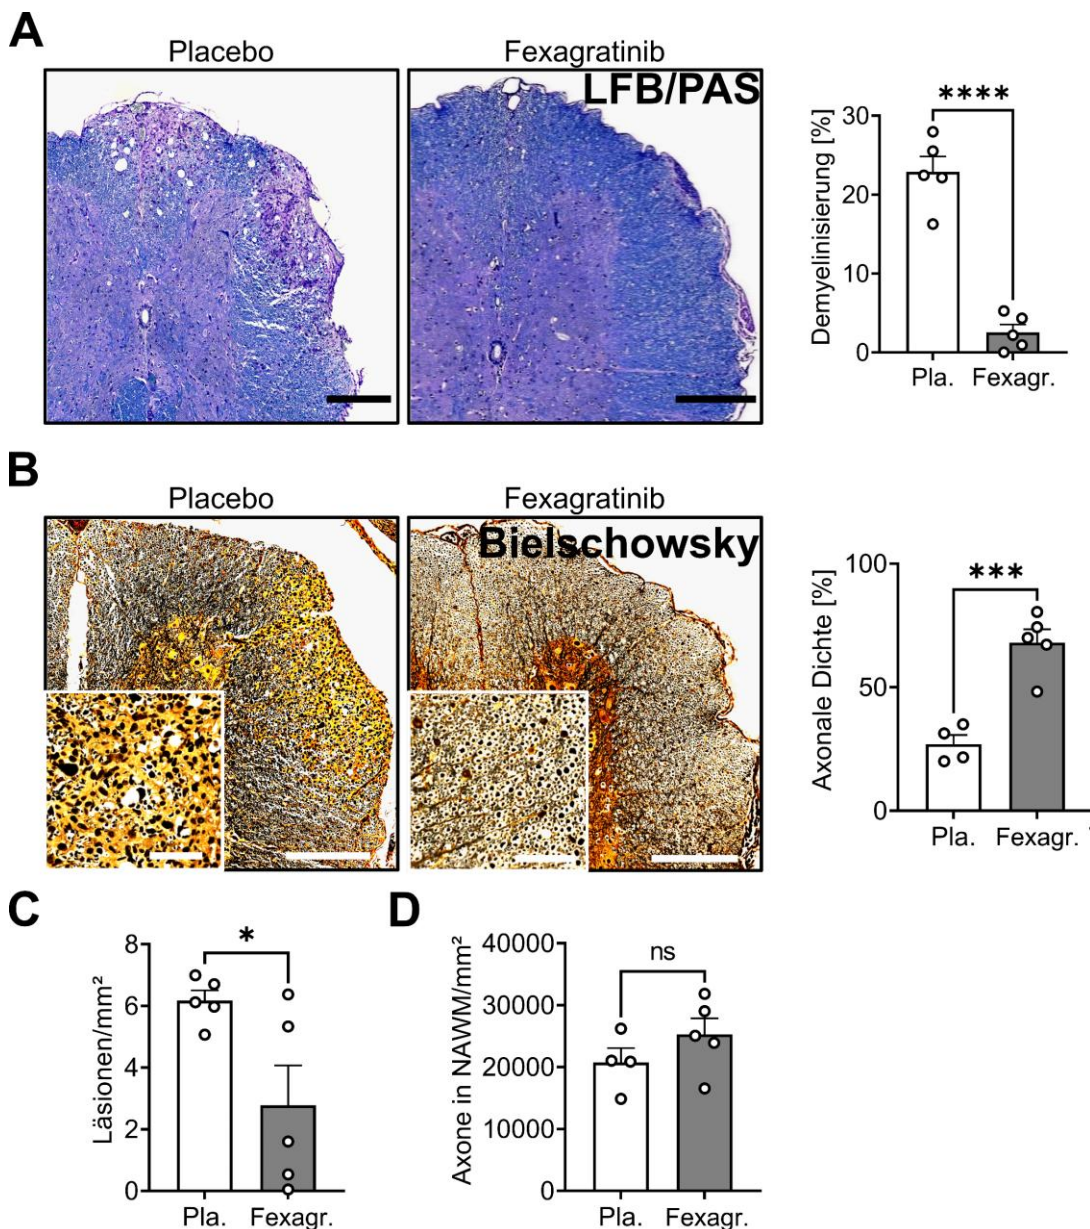 A
Placebo
Fexagratinib
LFB/PAS
Demyelinisierung [%]
30
20
10
0
****
Pla.
Fexagr.
B
Placebo
Fexagratinib
Bielschowsky
Axonale Dichte [%]
100
50
0
***
Pla.
Fexagr.
C
Läsionen/mm²
8
6
4
2
0
*
Pla.
Fexagr.
D
Axone in NAWM/mm²
40000
30000
20000
10000
0
ns
Pla.
Fexagr.